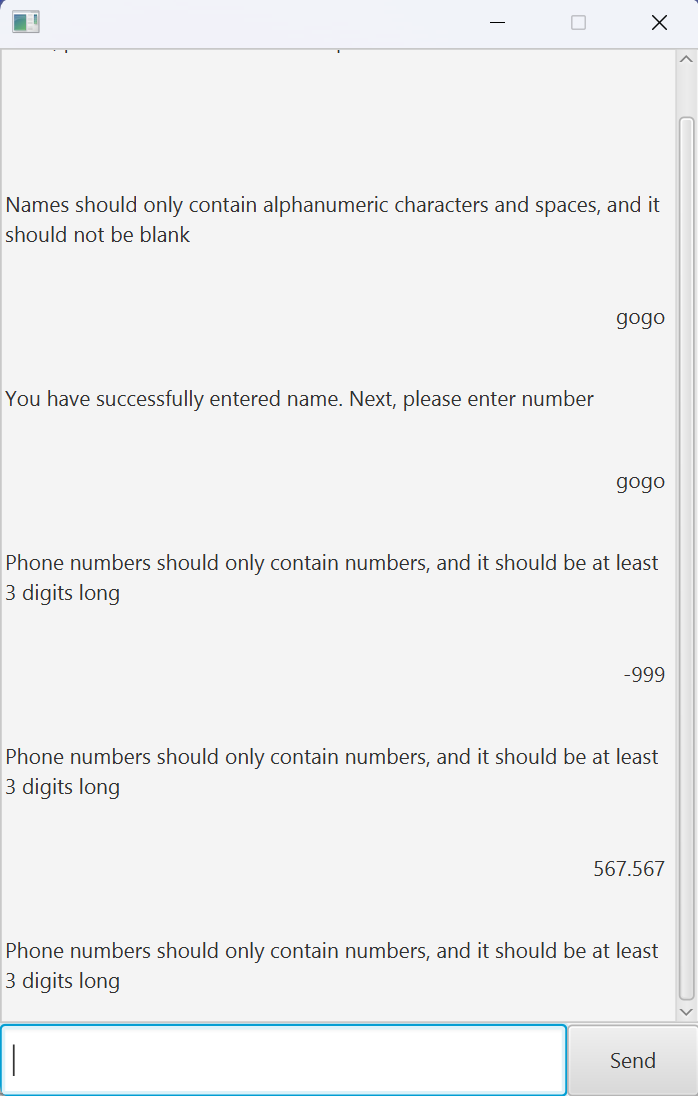 Names should only contain alphanumeric characters and spaces, and it
should not be blank
gogo
You have successfully entered name. Next, please enter number
gogo
Phone numbers should only contain numbers, and it should be at least
3 digits long
-999
Phone numbers should only contain numbers, and it should be at least
3 digits long
567.567
Phone numbers should only contain numbers, and it should be at least
3 digits long
Send